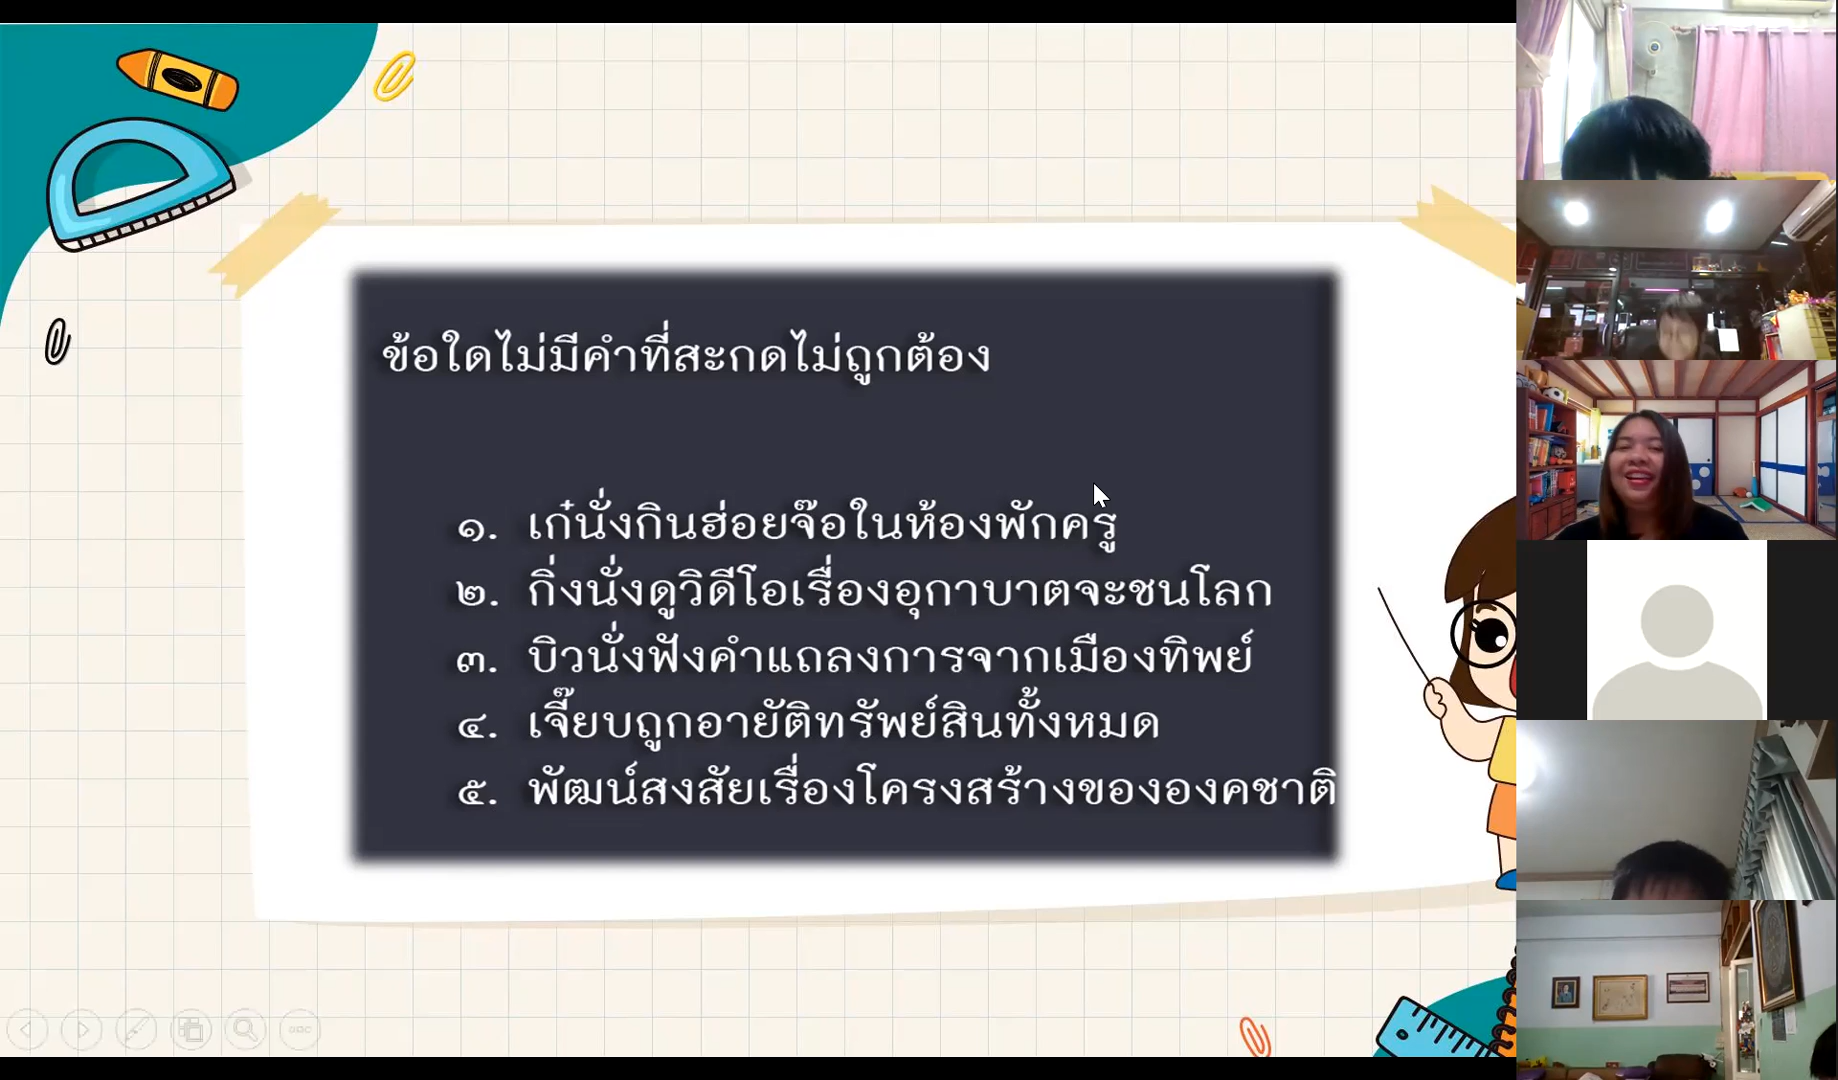 ข้อใดไม่มีคำที่สะกดไม่ถูกต้อง
๑. เก๋นั่งกินฮ่อยจ๊อในห้องพักครู
๒. กิ่งนั่งดูวิดีโอเรื่องอุกาบาตจะชนโลก
๓. บิวนั่งฟังคำแถลงการจากเมืองทิพย์
๔. เจี๊ยบถูกอายัติทรัพย์สินทั้งหมด
๕. พัฒน์สงสัยเรื่องโครงสร้างขององคชาติ